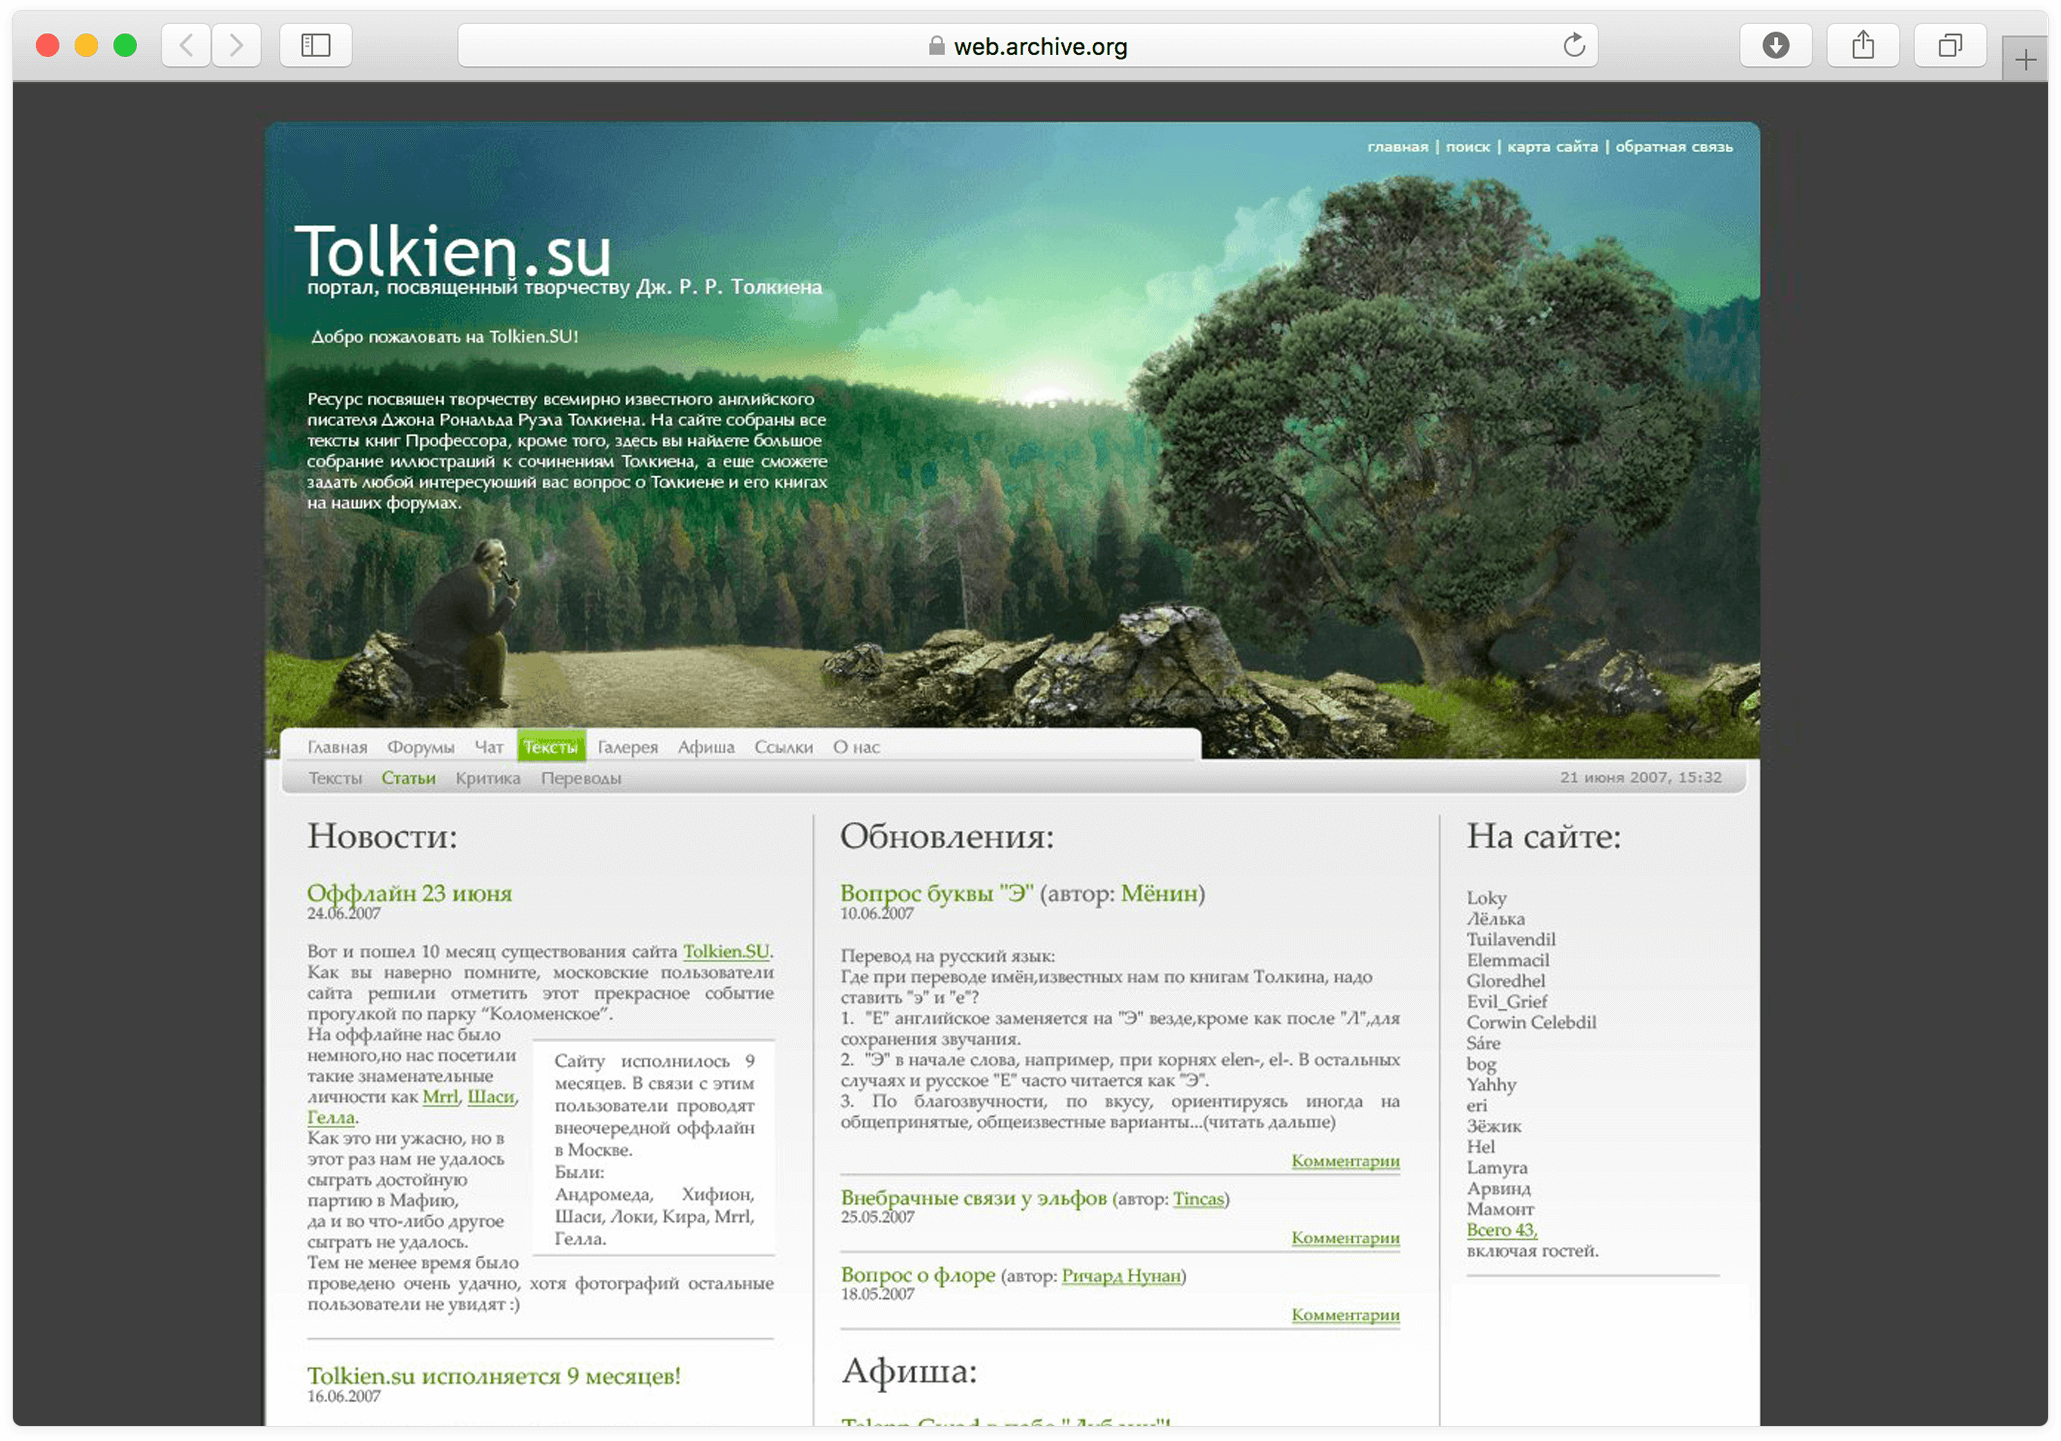 web.archive.org
главная | поиск | карта сайта | обратная связь
Tolkien.su
портал, посвященный творчеству Дж. Р. Р. Толкиена
Добро пожаловать на Tolkien.SU!
Ресурс посвящен творчеству всемирно известного английского
писателя Джона Рональда Руэла Толкиена. На сайте собраны все
тексты книг Профессора, кроме того, здесь вы найдете большое
собрание иллюстраций к сочинениям Толкиена, а еще сможете
задать любой интересующий вас вопрос о Толкиене и его книгах
на наших форумах.
Главная Форумы Чат Тексты Галерея Афиша Ссылки О нас
Тексты Статьи Критика Переводы
21 июня 2007, 15:32
Новости:
Оффлайн 23 июня
24.06.2007
Вот и пошел 10 месяц существования сайта Tolkien.SU.
Как вы наверно помните, московские пользователи
сайта решили отметить этот прекрасное событие
прогулкой по парку “Коломенское”.
На оффлайне нас было
немного,но нас посетили
такие знаменательные
личности как Mrrl, Шаси,
Гелла.
Как это ни ужасно, но в
этот раз нам не удалось
сыграть достойную
партию в Мафию,
да и во что-либо другое
сыграть не удалось.
Тем не менее время было
проведено очень удачно, хотя фотографий остальные
пользователи не увидят :)
Сайту исполнилось 9
месяцев. В связи с этим
пользователи проводят
внеочередной оффлайн
в Москве.
Были:
Андромеда, Хифион,
Шаси, Локи, Кира, Mrrl,
Гелла.
Tolkien.su исполняется 9 месяцев!
16.06.2007
Обновления:
Вопрос буквы "Э" (автор: Мёнин)
10.06.2007
Перевод на русский язык:
Где при переводе имён,известных нам по книгам Толкина, надо
ставить "э" и "е"?
1. "Е" английское заменяется на "Э" везде,кроме как после "Л",для
сохранения звучания.
2. "Э" в начале слова, например, при корнях elen-, el-. В остальных
случаях и русское "Е" часто читается как "Э".
3. По благозвучности, по вкусу, ориентируясь иногда на
общепринятые, общеизвестные варианты...(читать дальше)
Комментарии
Внебрачные связи у эльфов (автор: Tincas)
25.05.2007
Комментарии
Вопрос о флоре (автор: Ричард Нунан)
18.05.2007
Комментарии
Афиша:
На сайте:
Loky
Лёлька
Tuilavendil
Elemmacil
Gloredhel
Evil_Grief
Corwin Celebdil
Sáre
bog
Yahhy
eri
Зёжик
Hel
Lamyra
Арвинд
Мамонт
Всего 43,
включая гостей.